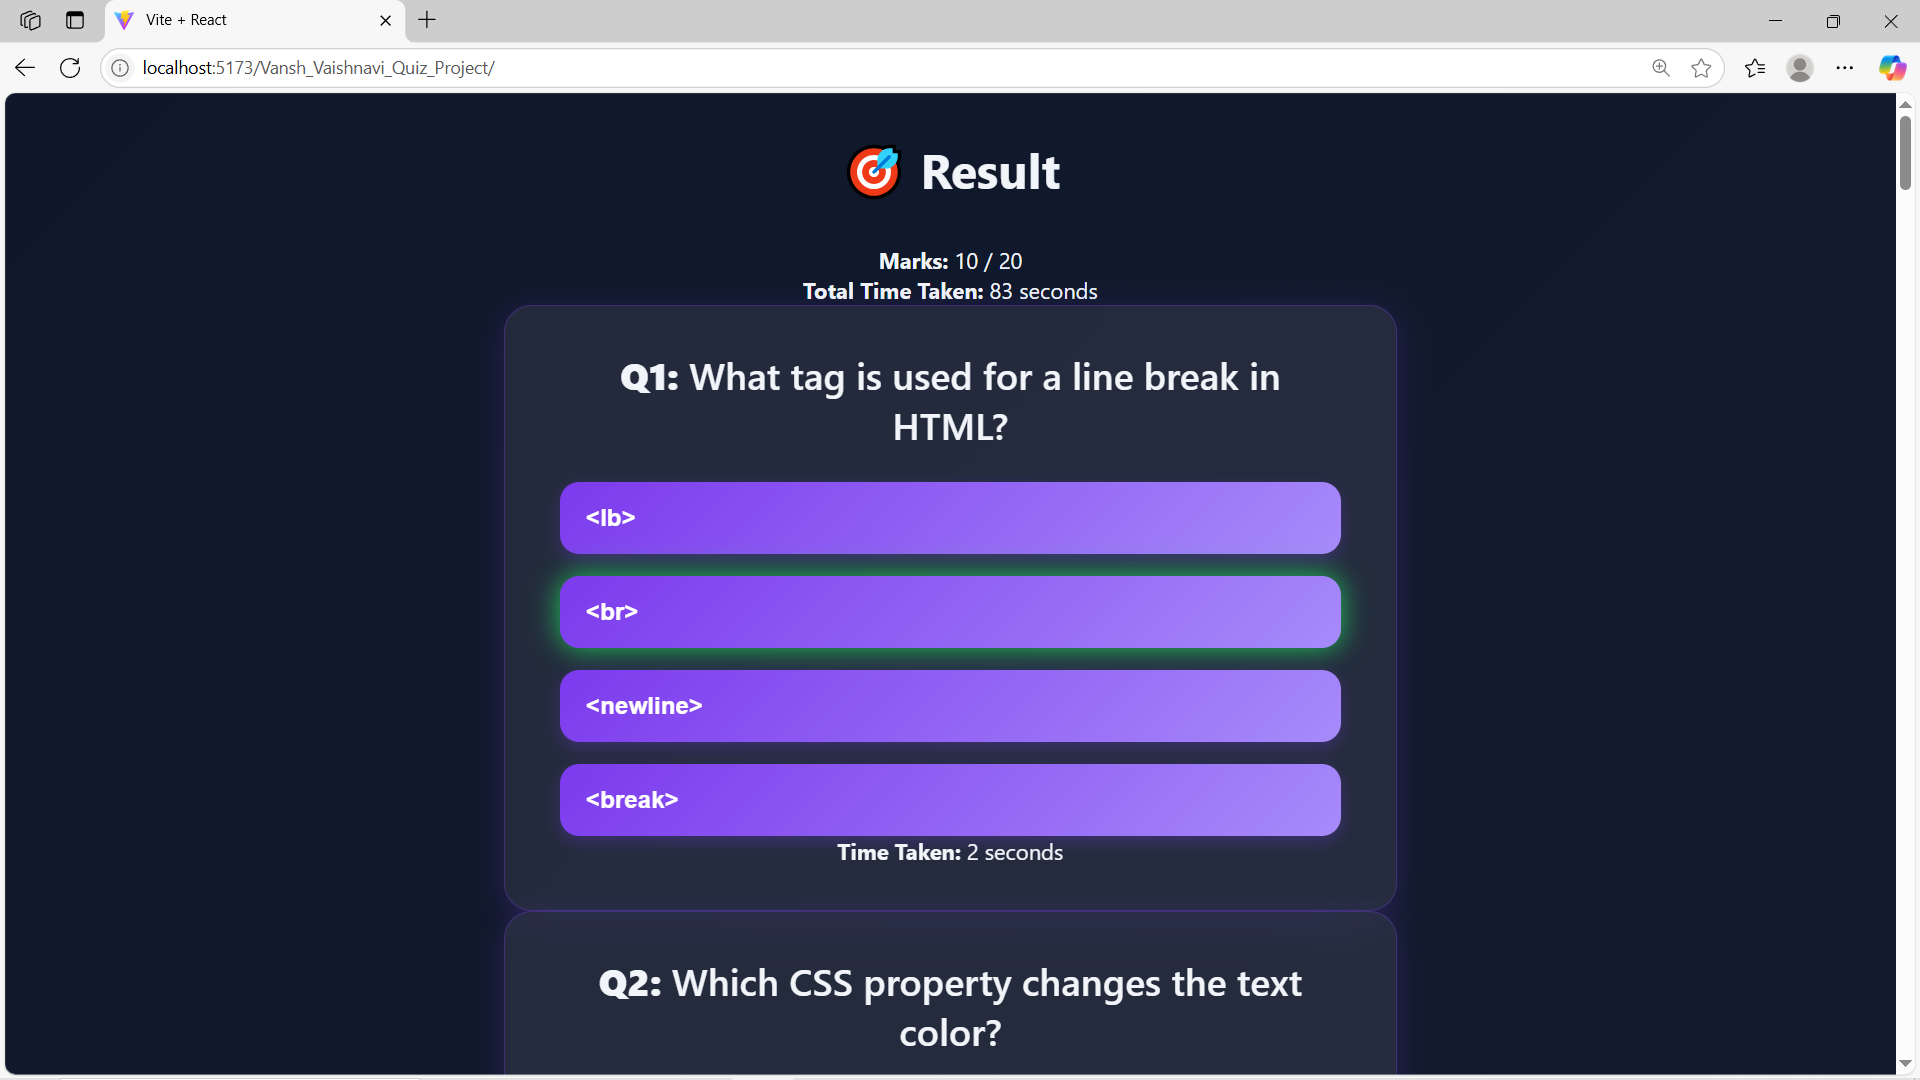 Vite + React
localhost:5173/Vansh_Vaishnavi_Quiz_Project/
Result
Marks: 10 / 20
Total Time Taken: 83 seconds
Q1: What tag is used for a line break in
HTML?
<lb>
<br>
<newline>
<break>
Time Taken: 2 seconds
Q2: Which CSS property changes the text
color?